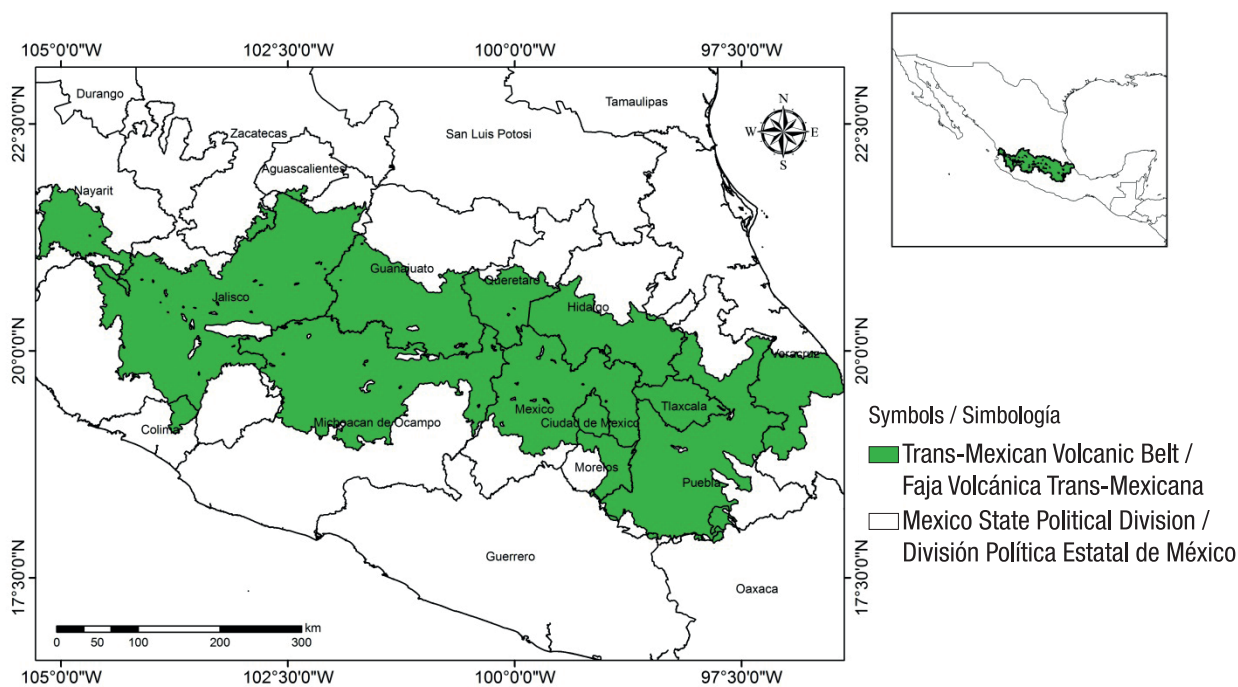 105°0'0"W 102°30'0"W 100°0'0"W 97°30'0"W
22°30'0"N
20°0'0"N
17°30'0"N
Durango
Zacatecas
Aguascalientes
San Luis Potosi
Tamaulipas
Nayarit
Jalisco
Guanajuato
Queretaro
Hidalgo
Veracruz
Colima
Michoacan de Ocampo
Mexico
Ciudad de Mexico
Tlaxcala
Morelos
Puebla
Guerrero
Oaxaca
N
W E
S
km
0 50 100 200 300
22°30'0"N
20°0'0"N
17°30'0"N
105°0'0"W 102°30'0"W 100°0'0"W 97°30'0"W
Symbols / Simbología
Trans-Mexican Volcanic Belt /
Faja Volcánica Trans-Mexicana
Mexico State Political Division /
División Política Estatal de México